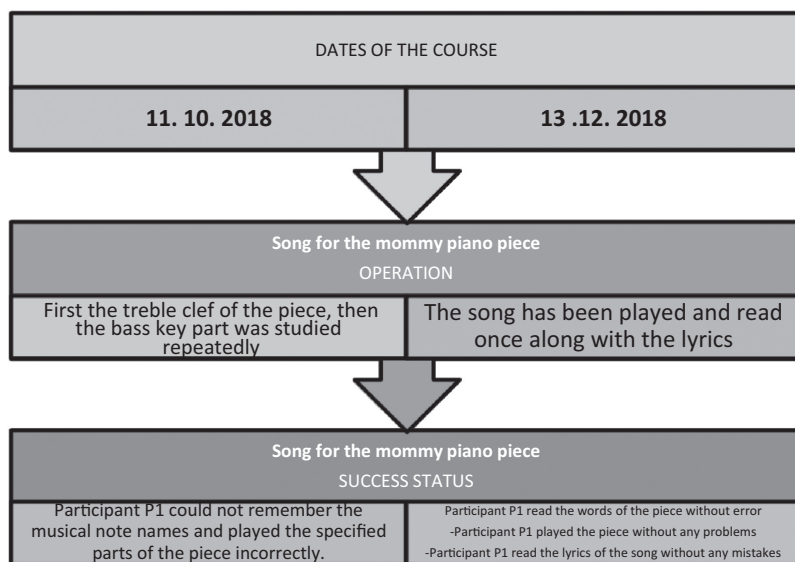 DATES OF THE COURSE
11. 10. 2018
13 .12. 2018
Song for the mommy piano piece
OPERATION
First the treble clef of the piece, then
the bass key part was studied
repeatedly
The song has been played and read
once along with the lyrics
Song for the mommy piano piece
SUCCESS STATUS
Participant P1 could not remember the
musical note names and played the specified
parts of the piece incorrectly.
Participant P1 read the words of the piece without error
-Participant P1 played the piece without any problems
-Participant P1 read the lyrics of the song without any mistakes